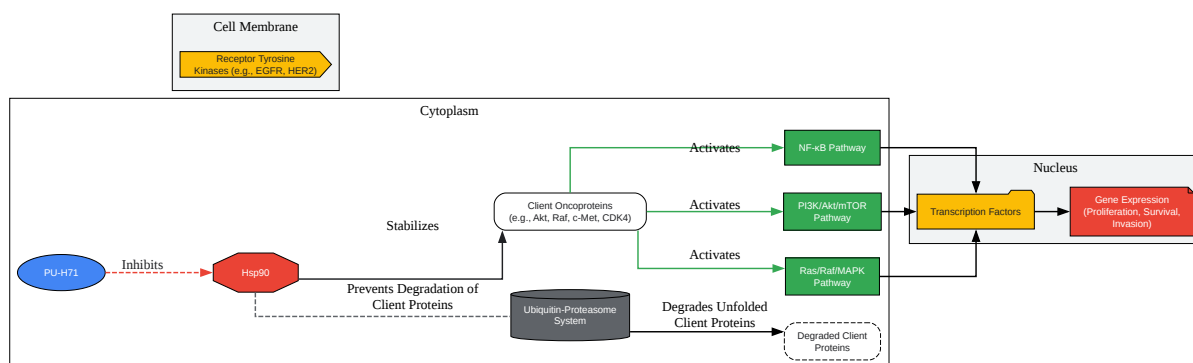 Cell Membrane
Receptor Tyrosine
Kinases (e.g., EGFR, HER2)
Cytoplasm
Activates
NF-κB Pathway
Nucleus
Client Oncoproteins
(e.g., Akt, Raf, c-Met, CDK4)
Activates
PI3K/Akt/mTOR
Pathway
Transcription Factors
Gene Expression
(Proliferation, Survival,
Invasion)
Stabilizes
Activates
PU-H71
Inhibits
Hsp90
Ras/Raf/MAPK
Pathway
Prevents Degradation of
Client Proteins
Ubiquitin-Proteasome
System
Degrades Unfolded
Client Proteins
Degraded Client
Proteins